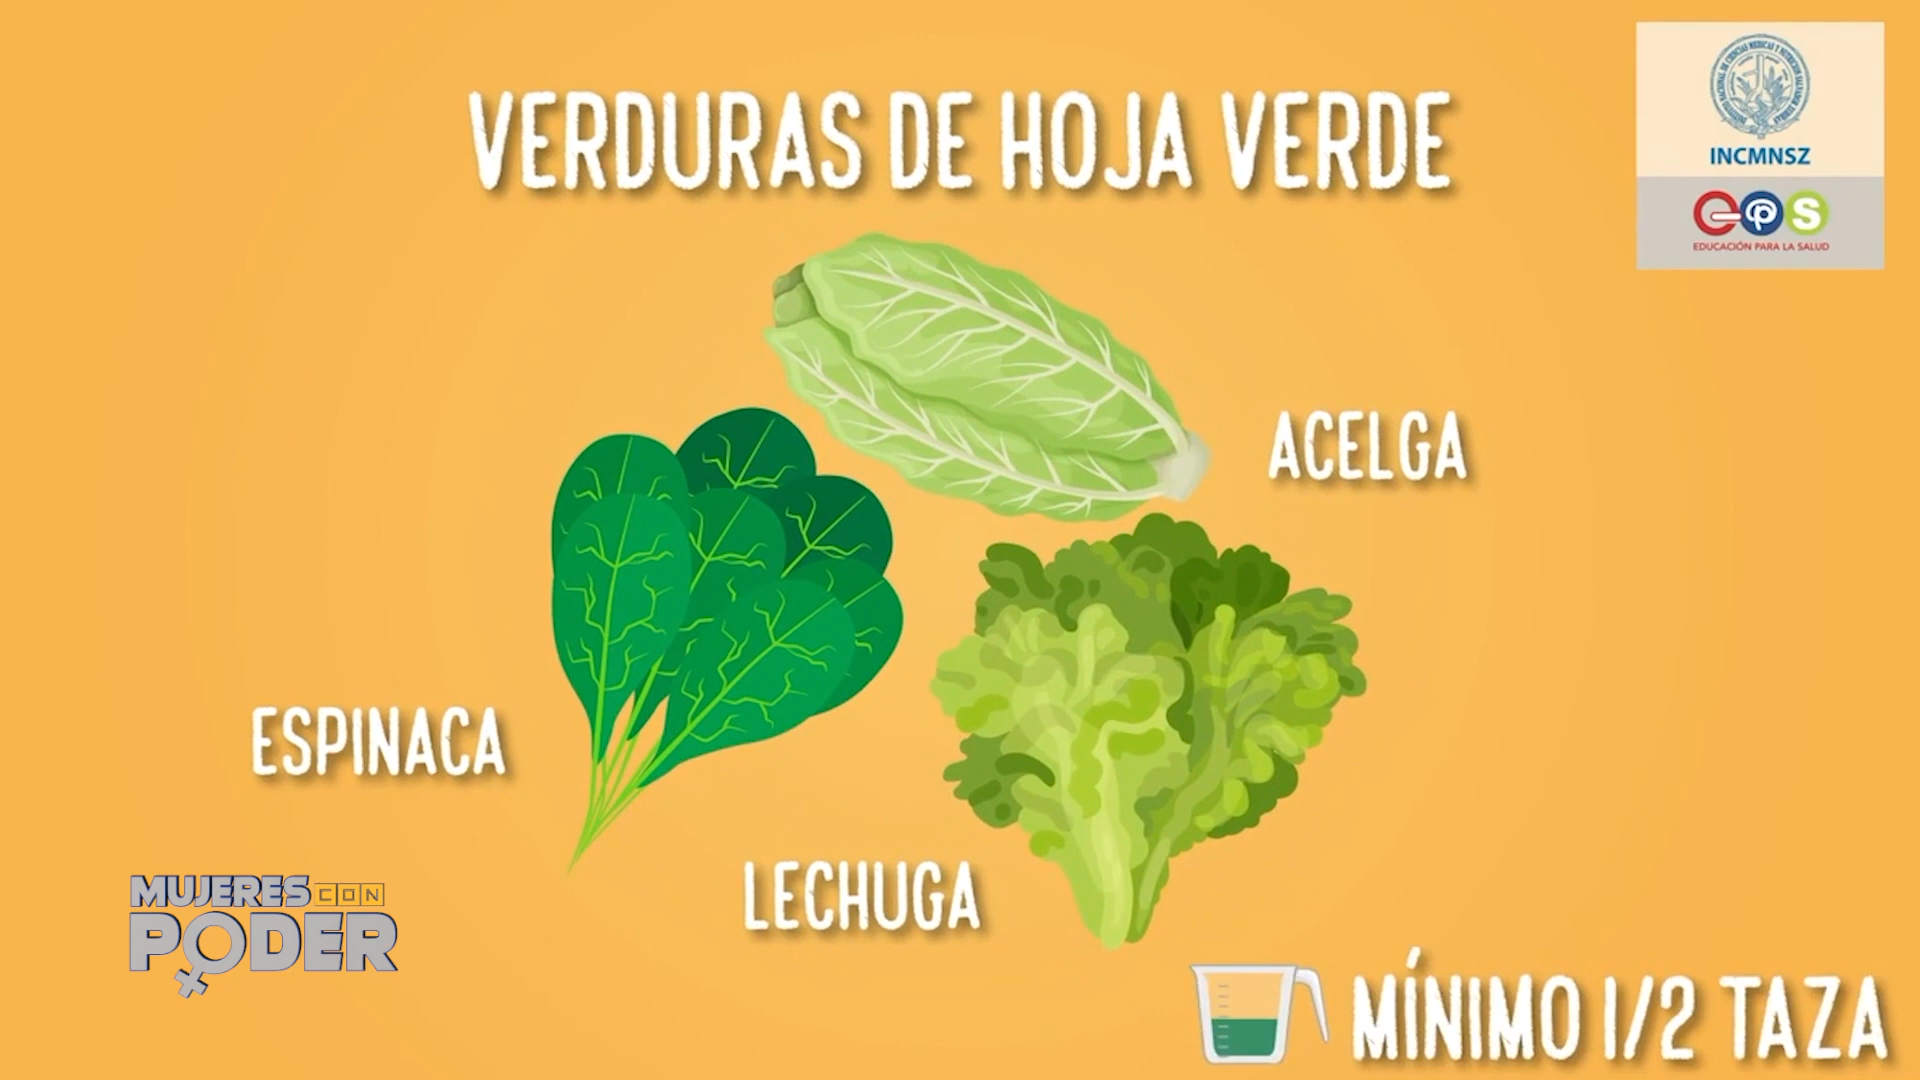 VERDURAS DE HOJA VERDE
INCMNSZ
eps
EDUCACIÓN PARA LA SALUD
ACELGA
ESPINACA
LECHUGA
MUJERES CON
PODER
MÍNIMO 1/2 TAZA